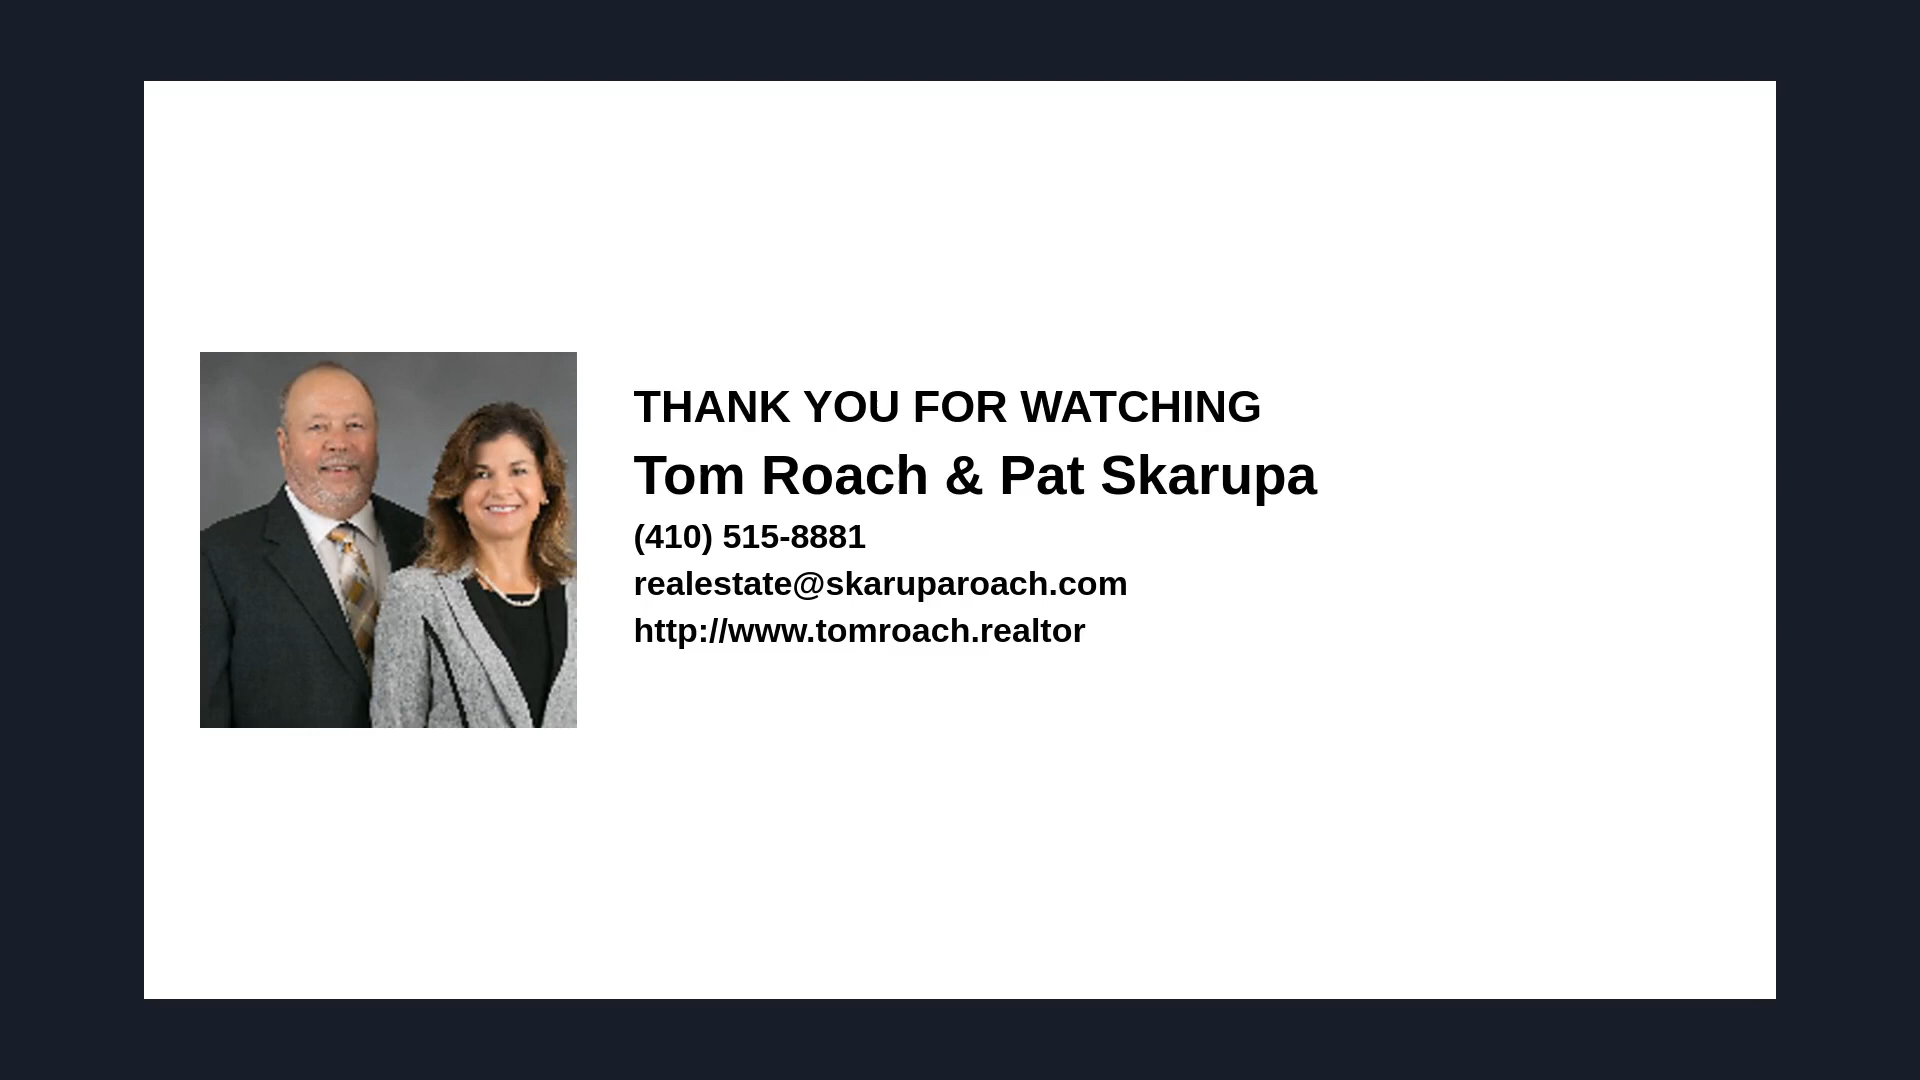 THANK YOU FOR WATCHING
Tom Roach & Pat Skarupa
(410) 515-8881
realestate@skaruparoach.com
http://www.tomroach.realtor